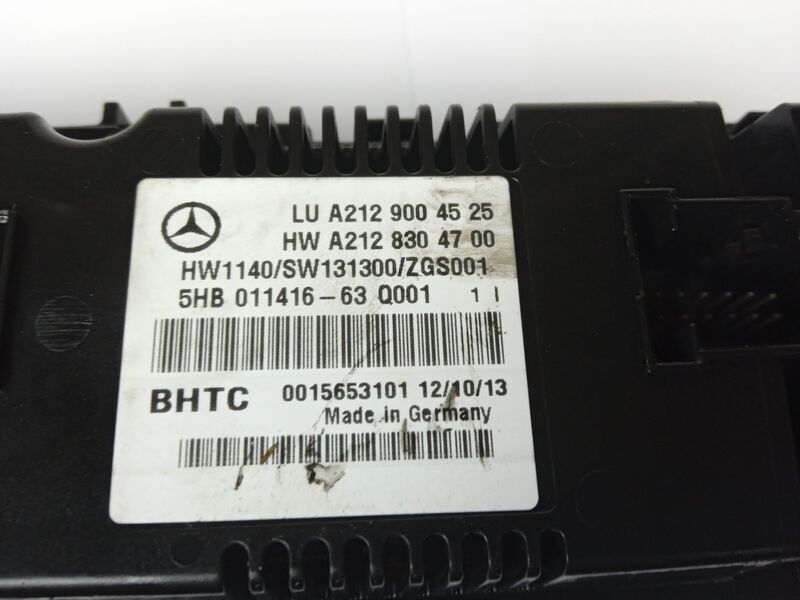 LU A212 900 45 25
HW A212 830 47 00
HW1140/SW131300/ZGS001
5HB 011416-63 Q001 1 I
BHTC 0015653101 12/10/13
Made in Germany